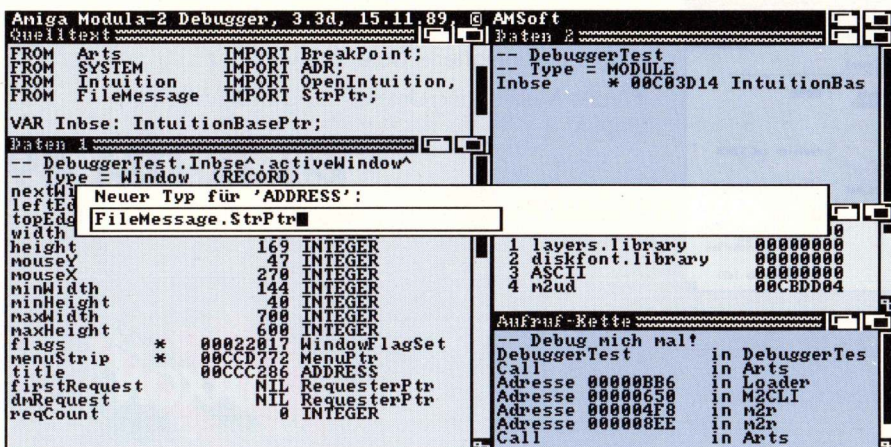 Amiga Modula-2 Debugger, 3.3d, 15.11.89, © AMSoft
Quelltext
FROM Arts IMPORT BreakPoint;
FROM SYSTEM IMPORT ADR;
FROM Intuition IMPORT OpenIntuition,
FROM FileMessage IMPORT StrPtr;
VAR Inbse: IntuitionBasePtr;
Daten 1
-- DebuggerTest.Inbse^.activeWindow^
-- Type = Window (RECORD)
nextWi
leftEd
topEdg
width
height 169 INTEGER
mouseY 47 INTEGER
mouseX 270 INTEGER
minWidth 144 INTEGER
minHeight 40 INTEGER
maxWidth 700 INTEGER
maxHeight 600 INTEGER
flags * 00022017 WindowFlagSet
menuStrip * 00CCD772 MenuPtr
title 00CCC286 ADDRESS
firstRequest NIL RequesterPtr
dmRequest NIL RequesterPtr
reqCount 0 INTEGER
Neuer Typ für 'ADDRESS':
FileMessage.StrPtr
Daten 2
-- DebuggerTest
-- Type = MODULE
Inbse * 00C03D14 IntuitionBas
1 layers.library 00000000
2 diskfont.library 00000000
3 ASCII 00000000
4 m2ud 00CBDD04
Aufruf-Kette
-- Debug mich mal!
DebuggerTest in DebuggerTes
Call in Arts
Adresse 00000BB6 in Loader
Adresse 00000650 in M2CLI
Adresse 000004F8 in m2r
Adresse 000008EE in m2r
Call in Arts